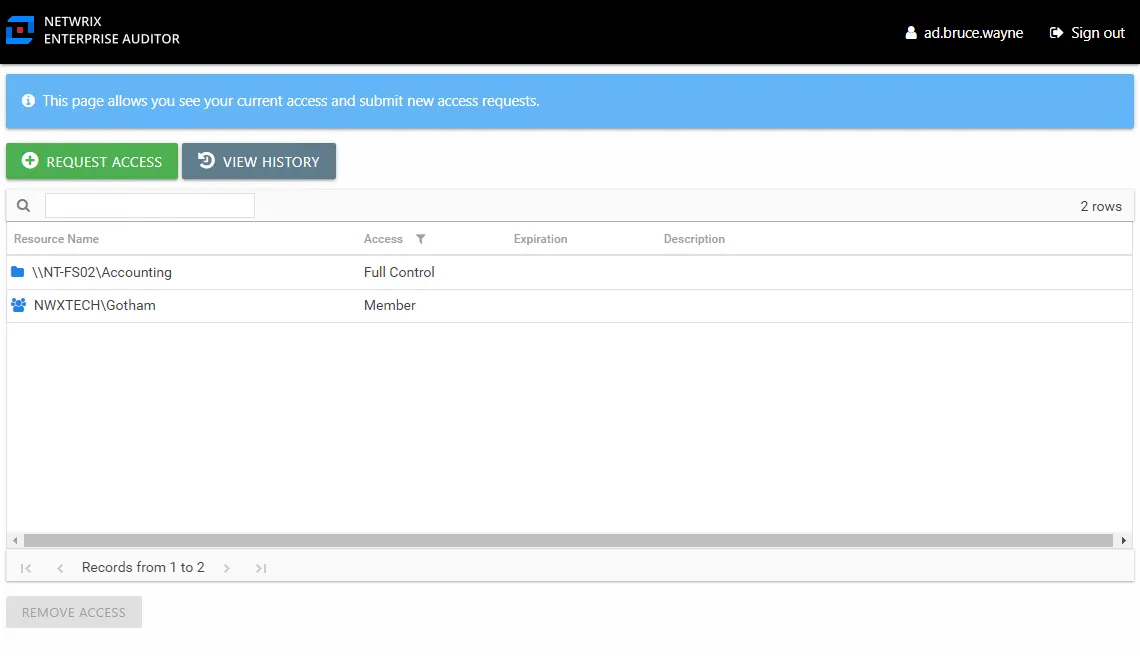 NETWRIX
ENTERPRISE AUDITOR
ad.bruce.wayne Sign out
This page allows you see your current access and submit new access requests.
REQUEST ACCESS VIEW HISTORY
2 rows
Resource Name Access Expiration Description
\\NT-FS02\Accounting Full Control
NWXTECH\Gotham Member
Records from 1 to 2
REMOVE ACCESS